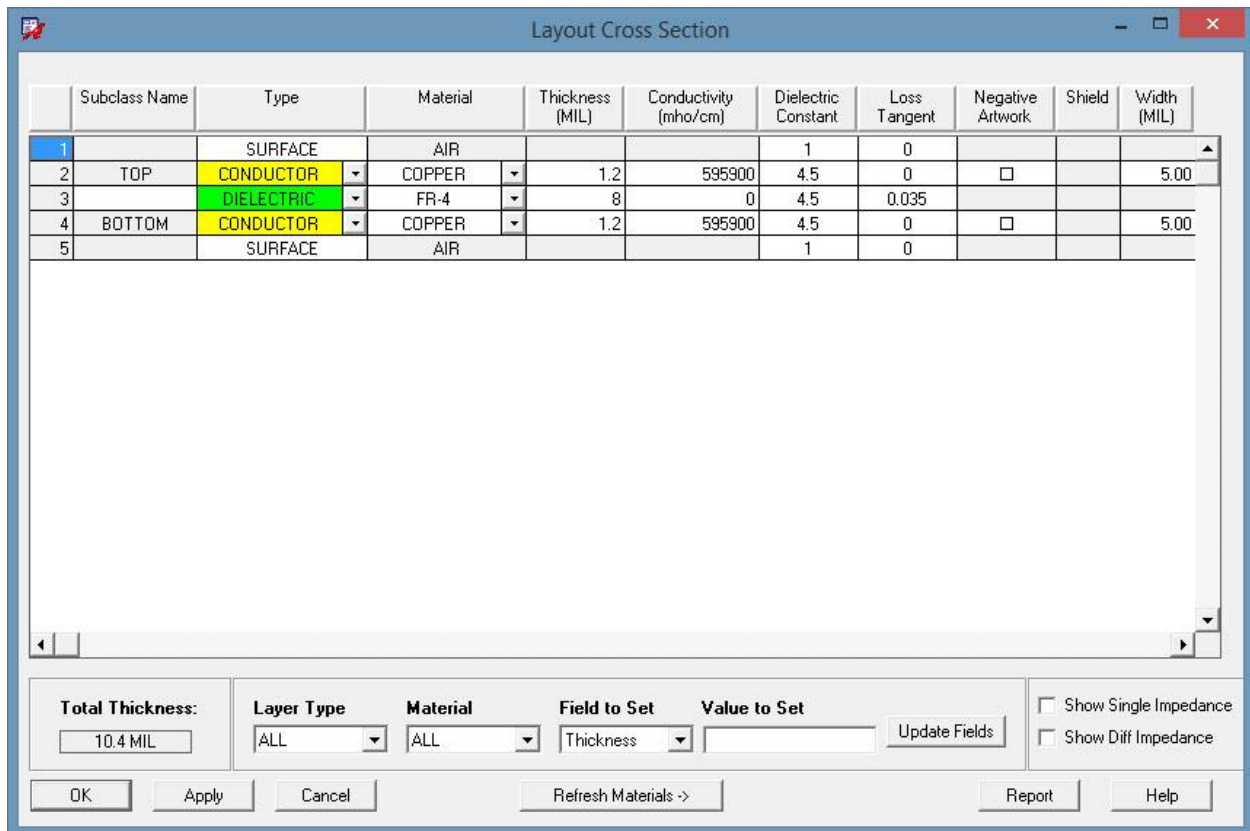 Layout Cross Section
Subclass Name Type Material Thickness (MIL) Conductivity (mho/cm) Dielectric Constant Loss Tangent Negative Artwork Shield Width (MIL)
1 SURFACE AIR 1 0
2 TOP CONDUCTOR COPPER 1.2 595900 4.5 0 5.00
3 DIELECTRIC FR-4 8 0 4.5 0.035
4 BOTTOM CONDUCTOR COPPER 1.2 595900 4.5 0 5.00
5 SURFACE AIR 1 0
Total Thickness: Layer Type Material Field to Set Value to Set Show Single Impedance
10.4 MIL ALL ALL Thickness Update Fields Show Diff Impedance
OK Apply Cancel Refresh Materials -> Report Help